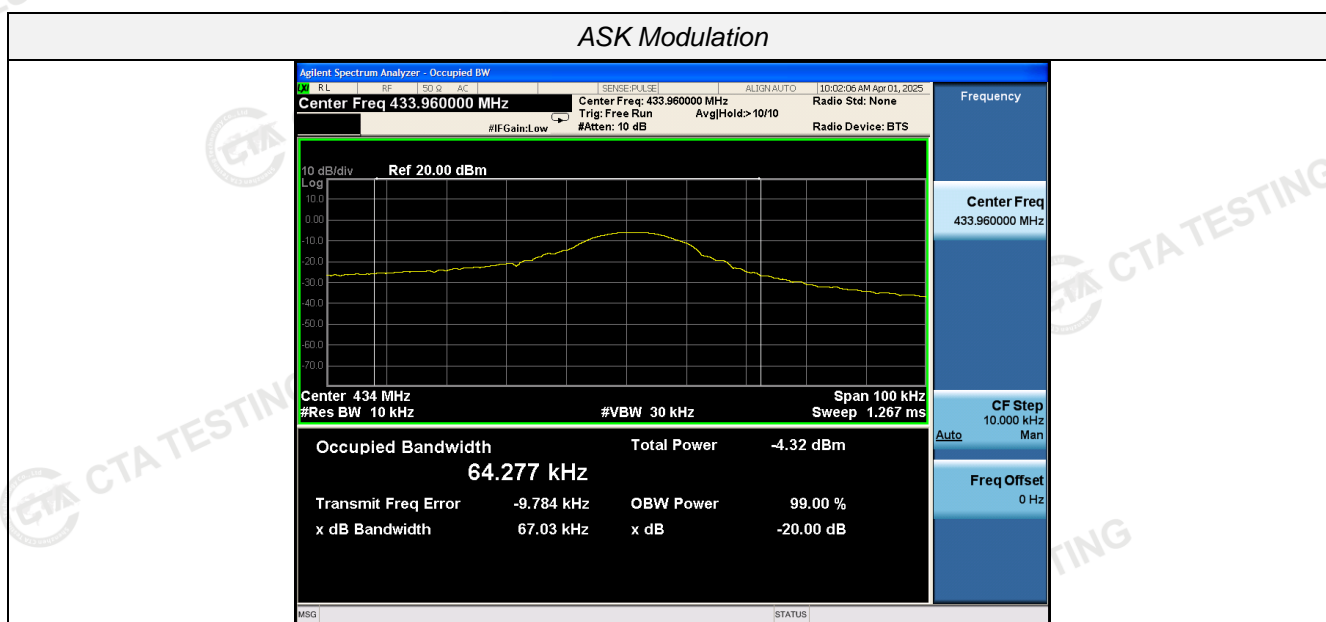 ASK Modulation
Agilent Spectrum Analyzer - Occupied BW
LXI RL RF 50 Ω AC SENSE:PULSE ALIGN AUTO 10:02:06 AM Apr 01, 2025
Center Freq 433.960000 MHz
Center Freq: 433.960000 MHz Radio Std: None
Trig: Free Run Avg|Hold:>10/10
#IFGain:Low #Atten: 10 dB Radio Device: BTS
Frequency
10 dB/div Ref 20.00 dBm
Log
10.0
0.00
-10.0
-20.0
-30.0
-40.0
-50.0
-60.0
-70.0
Center Freq
433.960000 MHz
Center 434 MHz Span 100 kHz
#Res BW 10 kHz #VBW 30 kHz Sweep 1.267 ms
CF Step
10.000 kHz
Auto Man
Occupied Bandwidth Total Power -4.32 dBm
64.277 kHz
Transmit Freq Error -9.784 kHz OBW Power 99.00 %
x dB Bandwidth 67.03 kHz x dB -20.00 dB
Freq Offset
0 Hz
MSG STATUS
CTA
CTA TESTING
CTA TESTING
TING